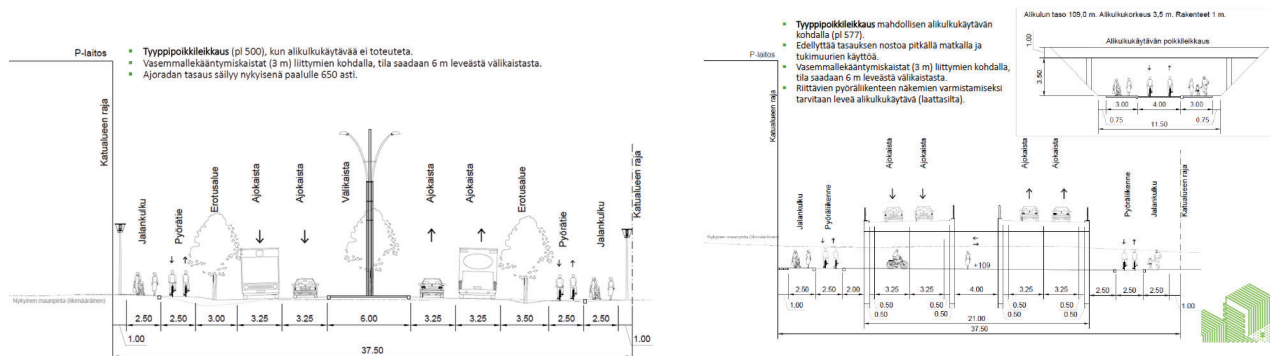 P-laitos
▪ Tyyppipoikkileikkaus (pl 500), kun alikulkukäytävää ei toteuteta.
▪ Vasemmallekääntymiskaistat (3 m) liittymien kohdalla, tila saadaan 6 m leveästä välikaistasta.
▪ Ajoradan tasaus säilyy nykyisenä paalulle 650 asti.
Katualueen raja
Jalankulku
Pyörätie
Erotusalue
Ajokaista
Ajokaista
Välikaista
Ajokaista
Ajokaista
Erotusalue
Pyörätie
Jalankulku
Katualueen raja
Nykyinen maanpinta (likimääräinen)
2.50 2.50 3.00 3.25 3.25 6.00 3.25 3.25 3.50 2.50 2.50
1.00 1.00
37.50
P-laitos
▪ Tyyppipoikkileikkaus mahdollisen alikulkukäytävän
kohdalla (pl 577).
▪ Edellyttää tasauksen nostoa pitkällä matkalla ja
tukimuurien käyttöä.
▪ Vasemmallekääntymiskaistat (3 m) liittymien kohdalla,
tila saadaan 6 m leveästä välikaistasta.
▪ Riittävien pyöräliikenteen näkemien varmistamiseksi
tarvitaan leveä alikulkukäytävä (laattasilta).
Alikulun taso 109,0 m. Alikulkukorkeus 3,5 m. Rakenteet 1 m.
Alikulkukäytävän poikkileikkaus
1.00
3.50
3.00 4.00 3.00
0.75 0.75
11.50
Katualueen raja
Jalankulku
Pyöräliikenne
Ajokaista
Ajokaista
Ajokaista
Ajokaista
Pyöräliikenne
Jalankulku
Katualueen raja
Nykyinen maanpinta (likimääräinen)
+109
2.50 2.50 2.00 3.25 3.25 4.00 3.25 3.25 2.50 2.50 2.50
0.50 0.50 0.50 0.50
0.50 0.50 0.50 0.50
1.00
21.00
37.50